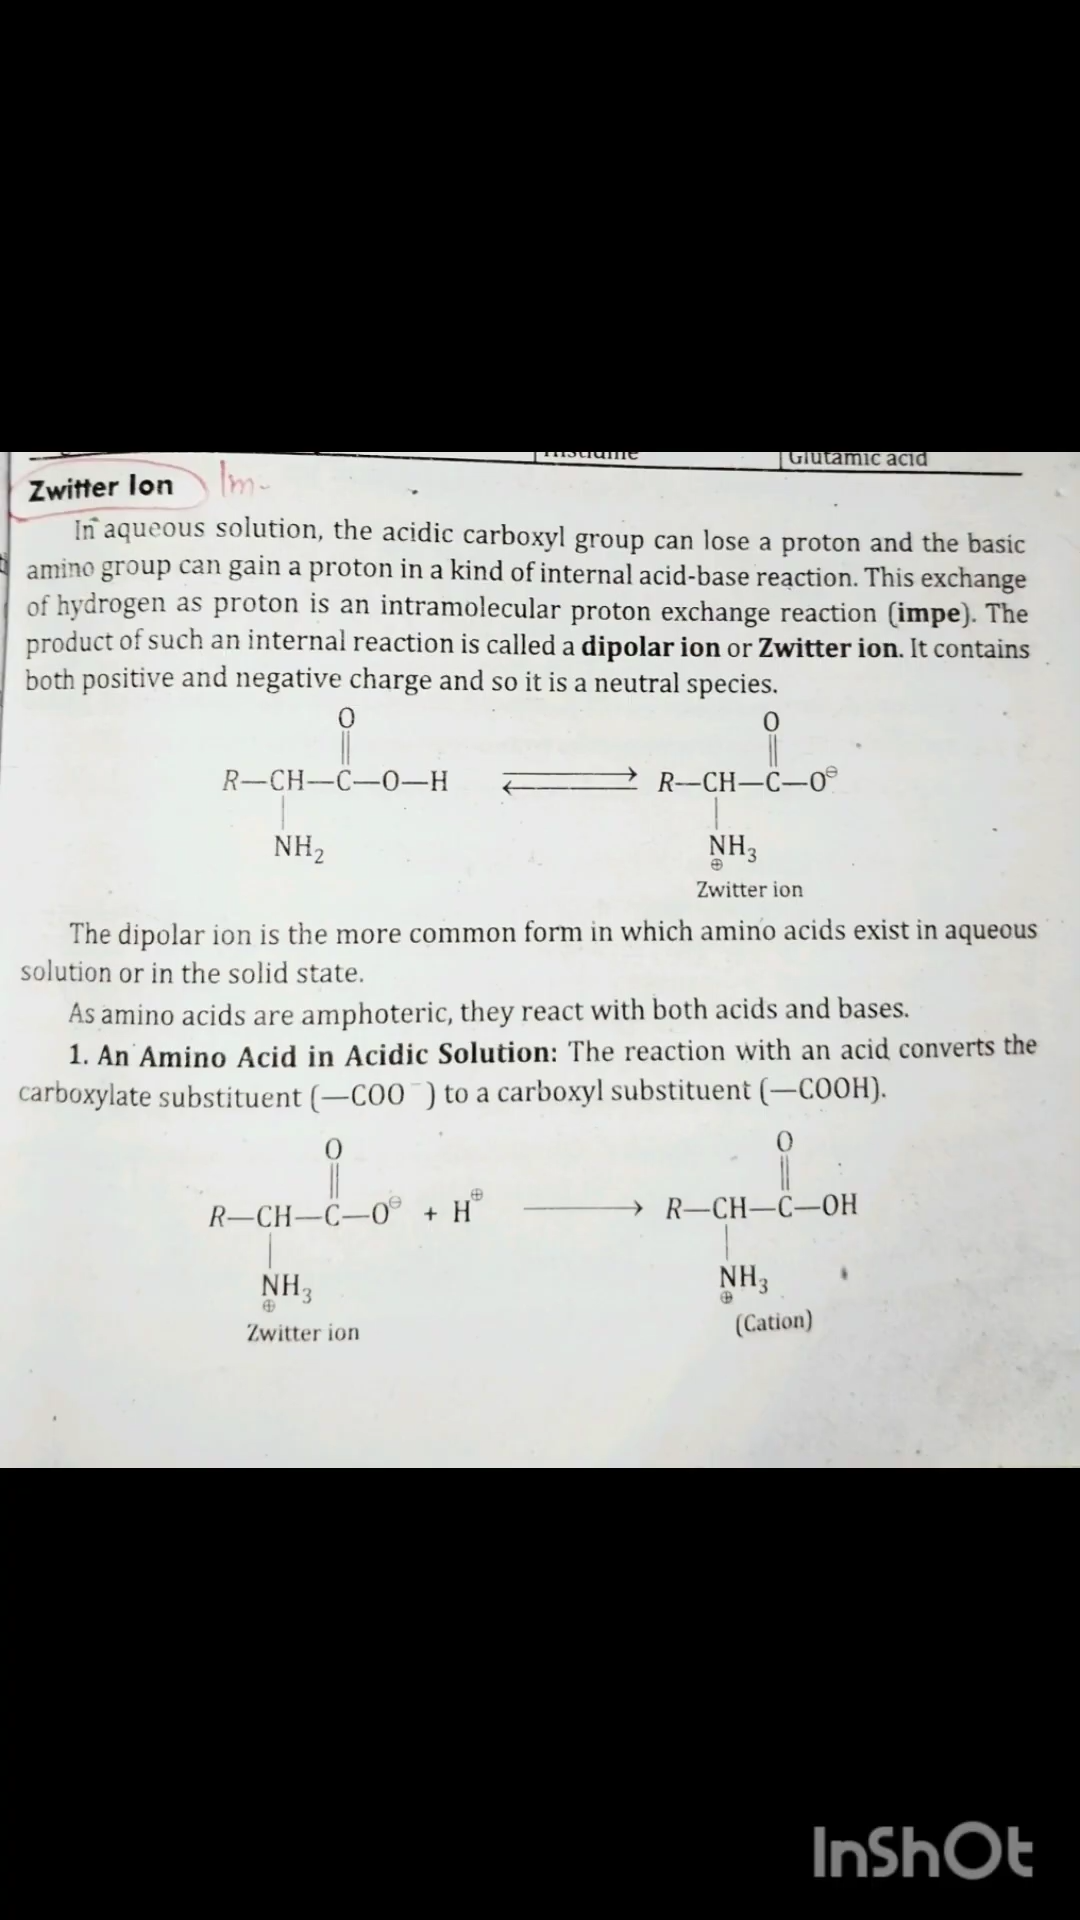 Histidine Glutamic acid
Zwitter Ion Im-
In aqueous solution, the acidic carboxyl group can lose a proton and the basic
amino group can gain a proton in a kind of internal acid-base reaction. This exchange
of hydrogen as proton is an intramolecular proton exchange reaction (impe). The
product of such an internal reaction is called a dipolar ion or Zwitter ion. It contains
both positive and negative charge and so it is a neutral species.
O O
|| ||
R—CH—C—O—H ⇌ R—CH—C—O⊖
| |
NH₂ NH₃
⊕
Zwitter ion
The dipolar ion is the more common form in which amino acids exist in aqueous
solution or in the solid state.
As amino acids are amphoteric, they react with both acids and bases.
1. An Amino Acid in Acidic Solution: The reaction with an acid converts the
carboxylate substituent (—COO⁻) to a carboxyl substituent (—COOH).
O O
|| ||
R—CH—C—O⊖ + H⊕ ⟶ R—CH—C—OH
| |
NH₃ NH₃
⊕ ⊕
Zwitter ion (Cation)
InShOt